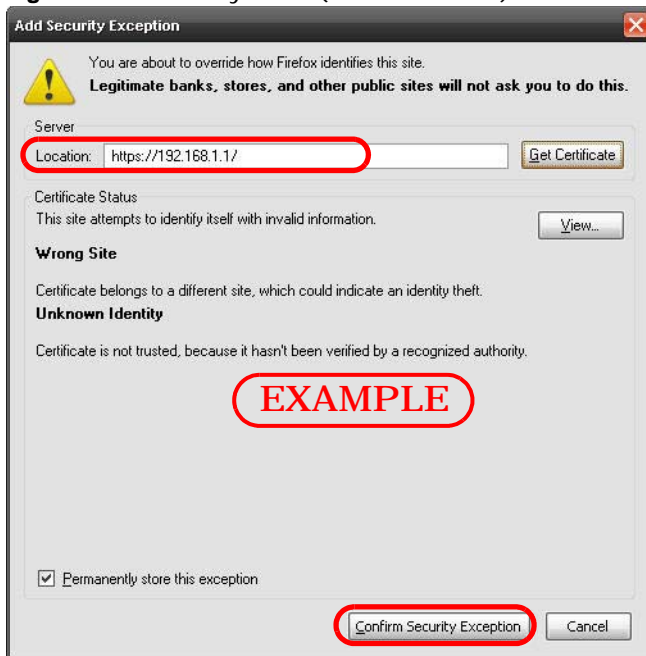 Add Security Exception
You are about to override how Firefox identifies this site.
Legitimate banks, stores, and other public sites will not ask you to do this.
Server
Location: https://192.168.1.1/ Get Certificate
Certificate Status
This site attempts to identify itself with invalid information. View...
Wrong Site
Certificate belongs to a different site, which could indicate an identity theft.
Unknown Identity
Certificate is not trusted, because it hasn't been verified by a recognized authority.
EXAMPLE
Permanently store this exception
Confirm Security Exception Cancel